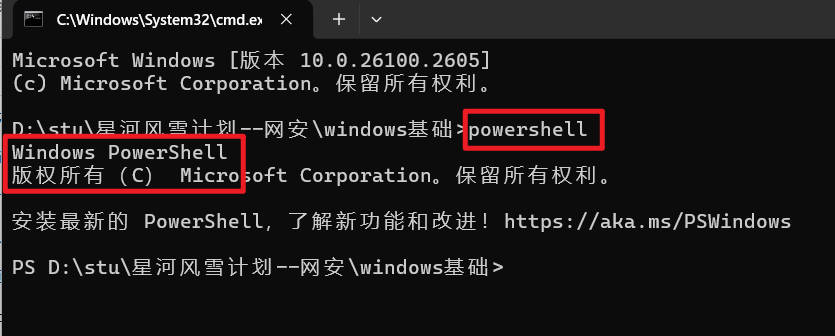 C:\Windows\System32\cmd.ex
Microsoft Windows [版本 10.0.26100.2605]
(c) Microsoft Corporation。保留所有权利。
D:\stu\星河风雪计划--网安\windows基础>powershell
Windows PowerShell
版权所有（C） Microsoft Corporation。保留所有权利。
安装最新的 PowerShell，了解新功能和改进！https://aka.ms/PSWindows
PS D:\stu\星河风雪计划--网安\windows基础>